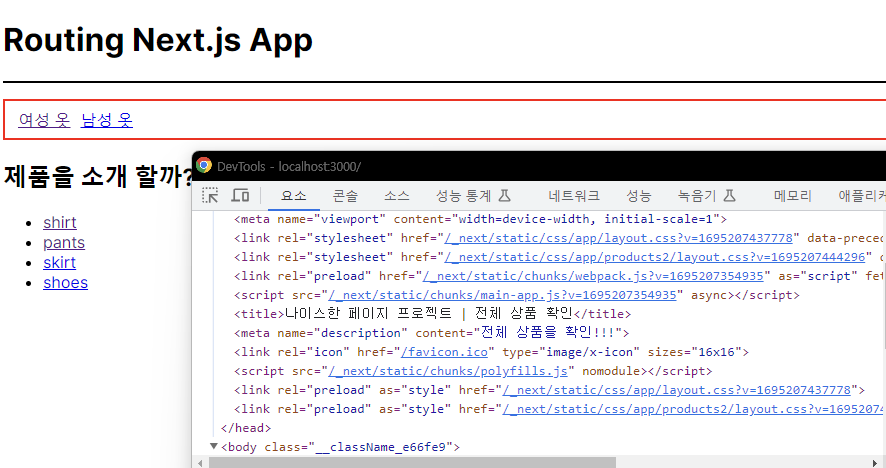 Routing Next.js App
여성 옷 남성 옷
제품을 소개 할까?
shirt
pants
skirt
shoes
DevTools - localhost:3000/
요소 콘솔 소스 성능 통계 네트워크 성능 녹음기 메모리 애플리케
<meta name="viewport" content="width=device-width, initial-scale=1">
<link rel="stylesheet" href="/_next/static/css/app/layout.css?v=1695207437778" data-preced
<link rel="stylesheet" href="/_next/static/css/app/products2/layout.css?v=1695207444296" d
<link rel="preload" href="/_next/static/chunks/webpack.js?v=1695207354935" as="script" fet
<script src="/_next/static/chunks/main-app.js?v=1695207354935" async></script>
<title>나이스한 페이지 프로젝트 | 전체 상품 확인</title>
<meta name="description" content="전체 상품을 확인!!!">
<link rel="icon" href="/favicon.ico" type="image/x-icon" sizes="16x16">
<script src="/_next/static/chunks/polyfills.js" nomodule></script>
<link rel="preload" as="style" href="/_next/static/css/app/layout.css?v=1695207437778">
<link rel="preload" as="style" href="/_next/static/css/app/products2/layout.css?v=16952074
</head>
<body class="__className_e66fe9">